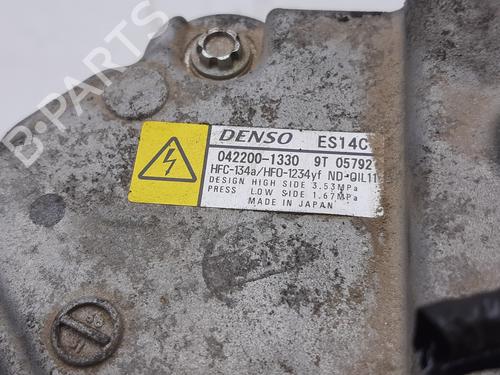 B-PARTS
DENSO ES14C
042200-1330 9T 05792
HFC-134a/HFO-1234yf ND-OIL11
DESIGN HIGH SIDE 3.53MPa
PRESS LOW SIDE 1.67MPa
MADE IN JAPAN